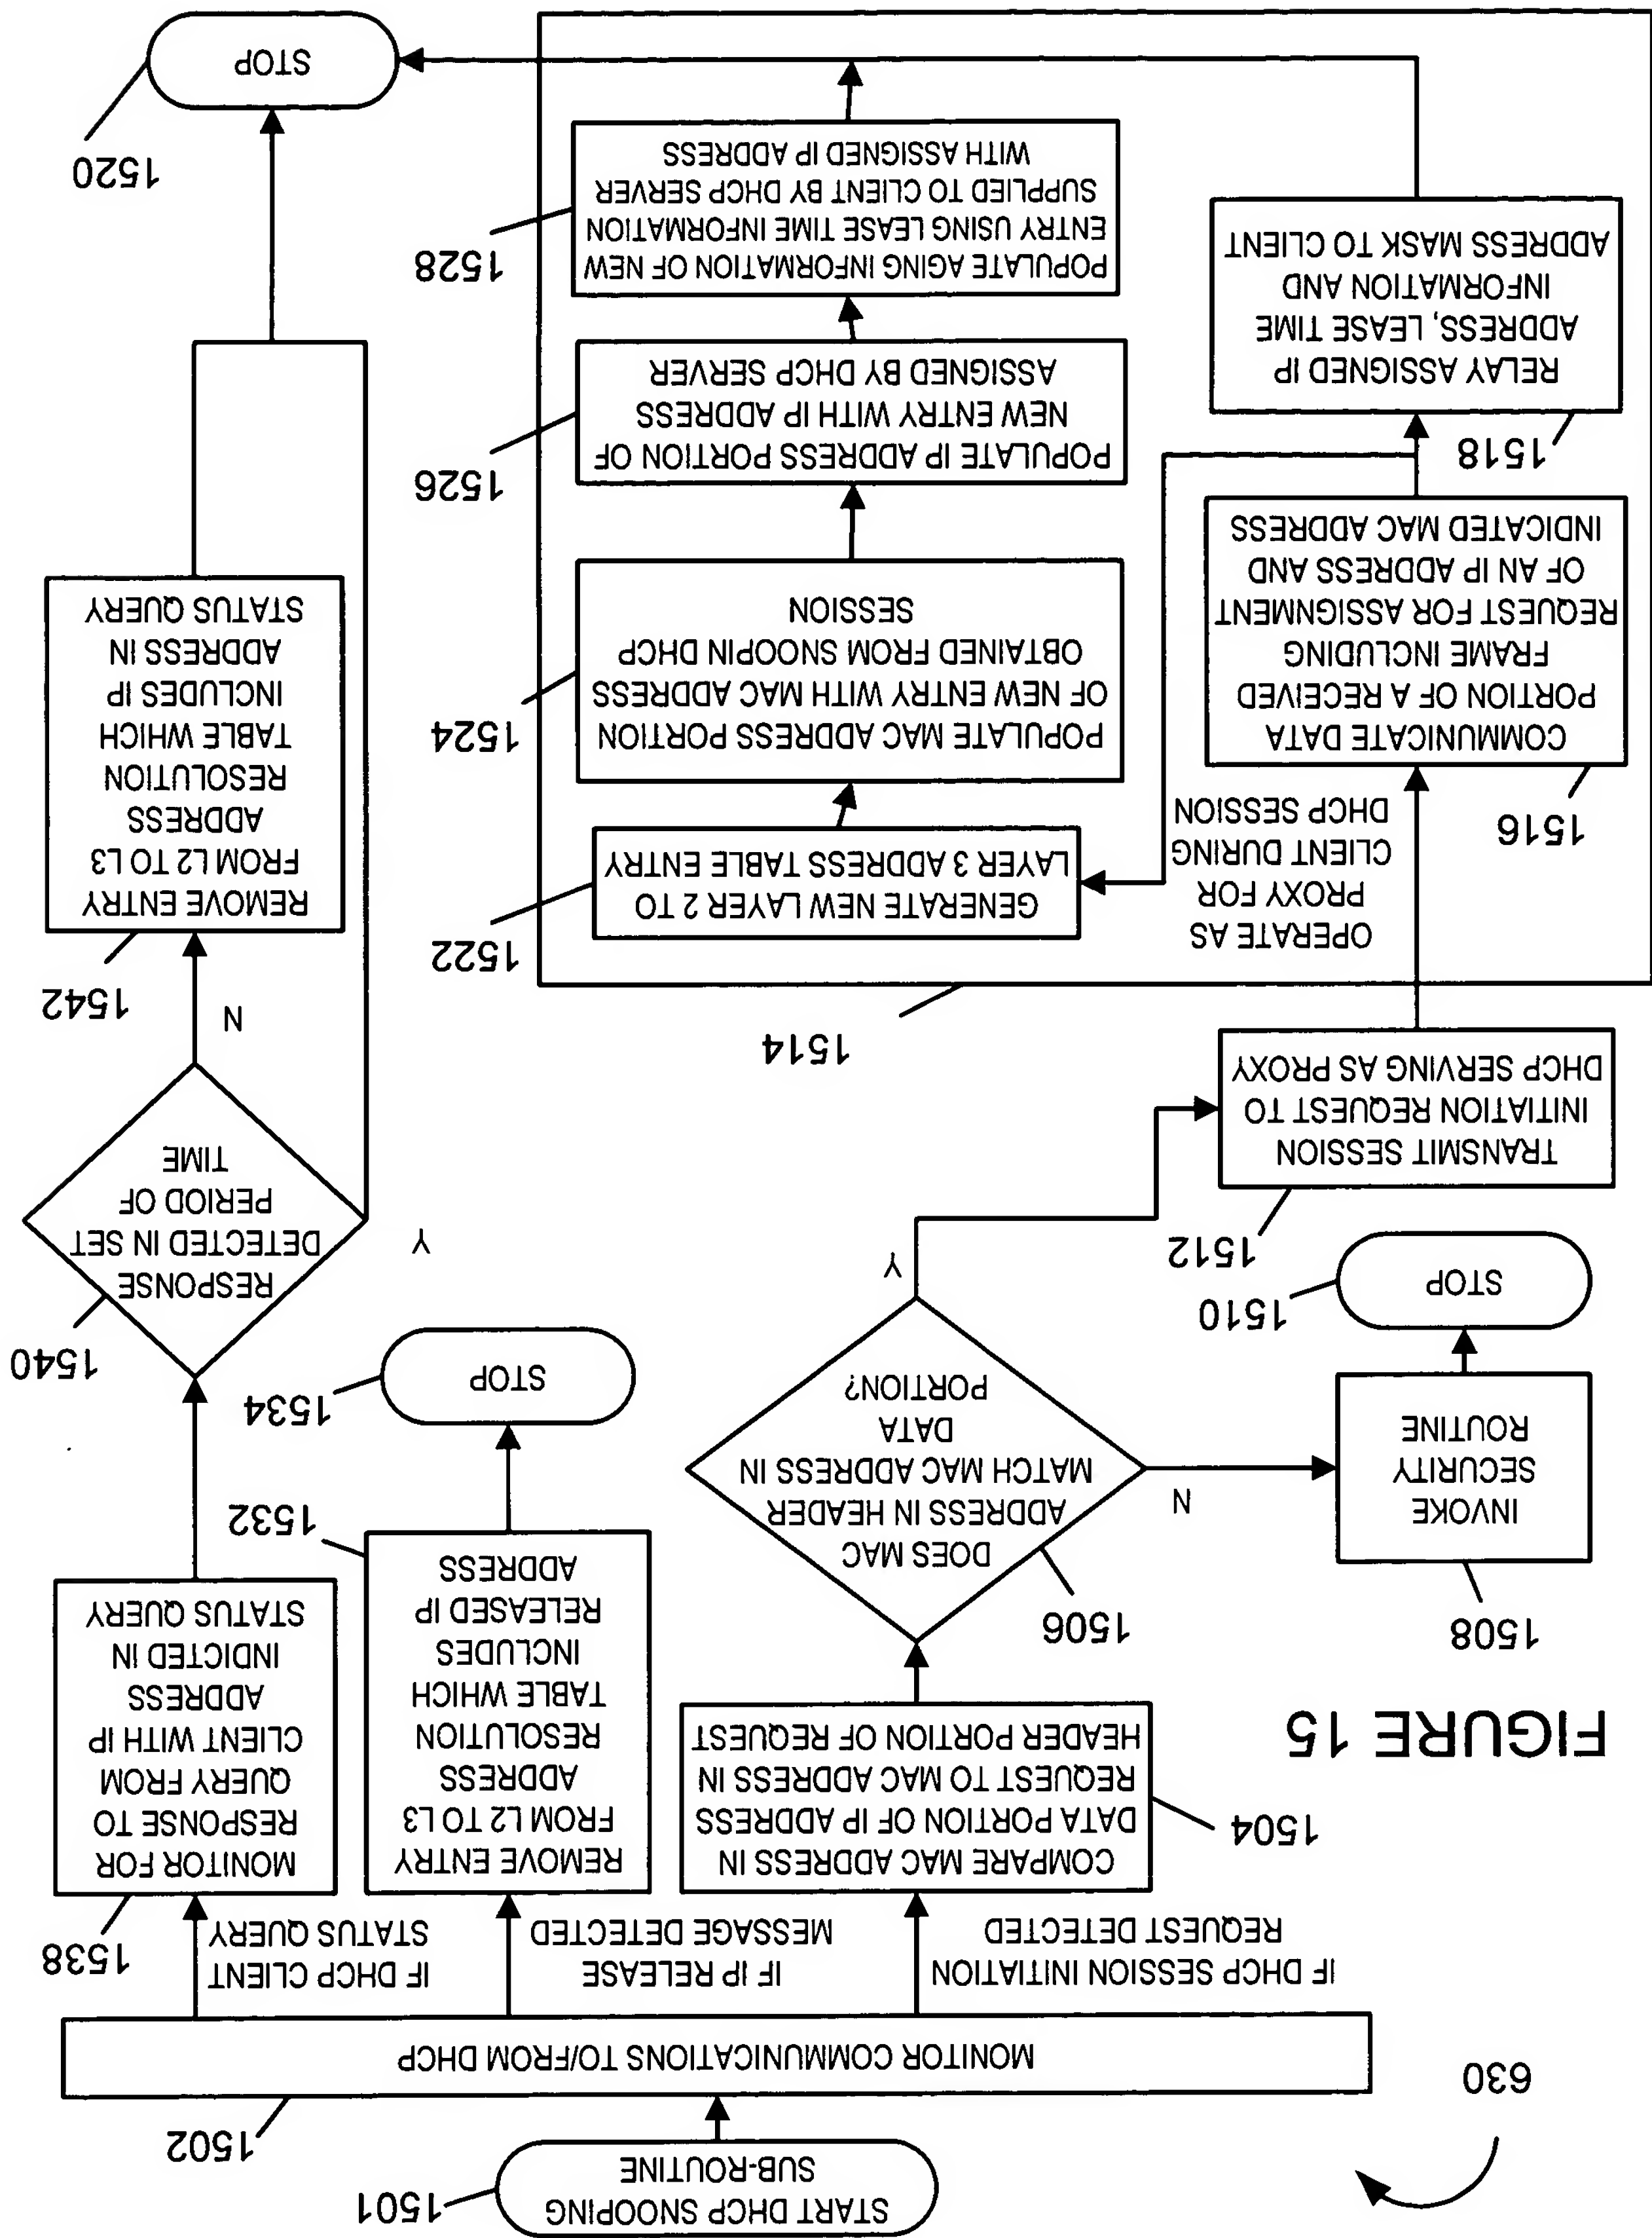 630
START DHCP SNOOPING
SUB-ROUTINE
1501
1502
MONITOR COMMUNICATIONS TO/FROM DHCP
IF DHCP SESSION INITIATION
REQUEST DETECTED
IF IP RELEASE
MESSAGE DETECTED
IF DHCP CLIENT
STATUS QUERY
1504
COMPARE MAC ADDRESS IN
DATA PORTION OF IP ADDRESS
REQUEST TO MAC ADDRESS IN
HEADER PORTION OF REQUEST
REMOVE ENTRY
FROM L2 TO L3
ADDRESS
RESOLUTION
TABLE WHICH
INCLUDES
RELEASED IP
ADDRESS
1532
1538
MONITOR FOR
RESPONSE TO
QUERY FROM
CLIENT WITH IP
ADDRESS
INDICTED IN
STATUS QUERY
FIGURE 15
1508
INVOKE
SECURITY
ROUTINE
1506
DOES MAC
ADDRESS IN HEADER
MATCH MAC ADDRESS IN
DATA
PORTION?
N
Y
STOP
1534
STOP
1510
1540
RESPONSE
DETECTED IN SET
PERIOD OF
TIME
Y
N
1512
TRANSMIT SESSION
INITIATION REQUEST TO
DHCP SERVING AS PROXY
1514
1542
REMOVE ENTRY
FROM L2 TO L3
ADDRESS
RESOLUTION
TABLE WHICH
INCLUDES IP
ADDRESS IN
STATUS QUERY
OPERATE AS
PROXY FOR
CLIENT DURING
DHCP SESSION
1516
COMMUNICATE DATA
PORTION OF A RECEIVED
FRAME INCLUDING
REQUEST FOR ASSIGNMENT
OF AN IP ADDRESS AND
INDICATED MAC ADDRESS
1518
RELAY ASSIGNED IP
ADDRESS, LEASE TIME
INFORMATION AND
ADDRESS MASK TO CLIENT
1522
GENERATE NEW LAYER 2 TO
LAYER 3 ADDRESS TABLE ENTRY
1524
POPULATE MAC ADDRESS PORTION
OF NEW ENTRY WITH MAC ADDRESS
OBTAINED FROM SNOOPIN DHCP
SESSION
1526
POPULATE IP ADDRESS PORTION OF
NEW ENTRY WITH IP ADDRESS
ASSIGNED BY DHCP SERVER
1528
POPULATE AGING INFORMATION OF NEW
ENTRY USING LEASE TIME INFORMATION
SUPPLIED TO CLIENT BY DHCP SERVER
WITH ASSIGNED IP ADDRESS
1520
STOP